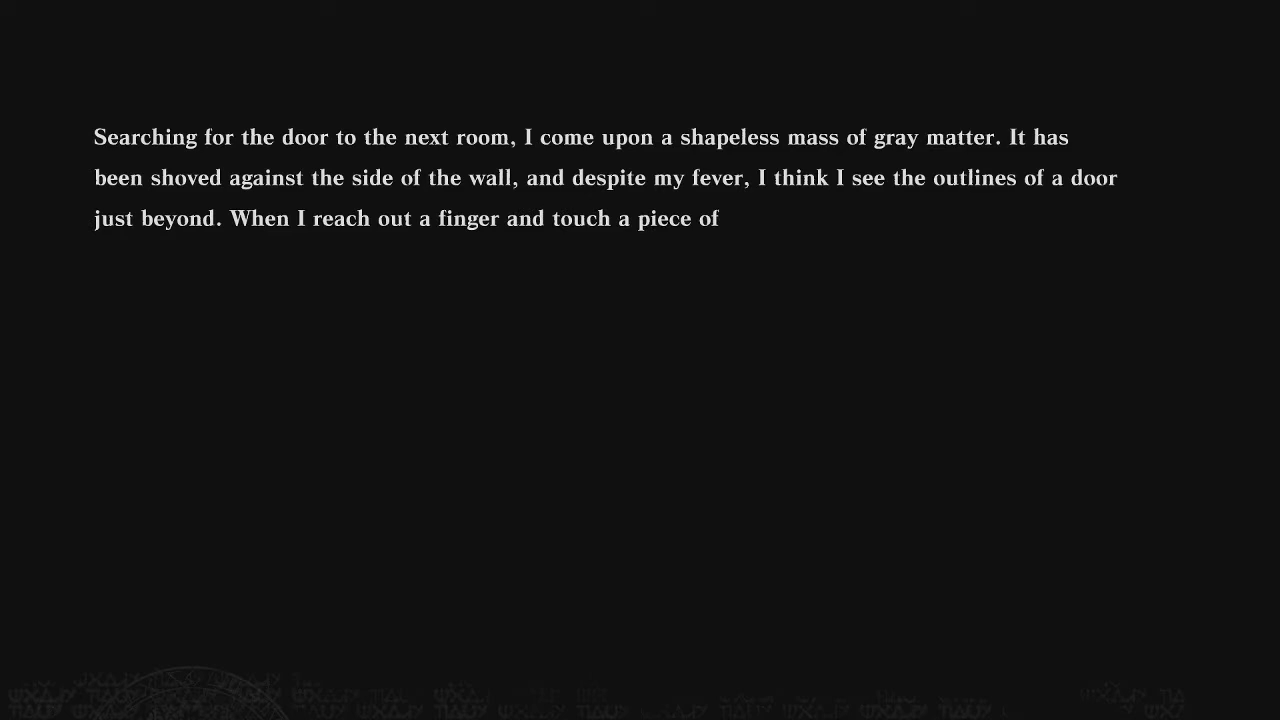 Searching for the door to the next room, I come upon a shapeless mass of gray matter. It has
been shoved against the side of the wall, and despite my fever, I think I see the outlines of a door
just beyond. When I reach out a finger and touch a piece of